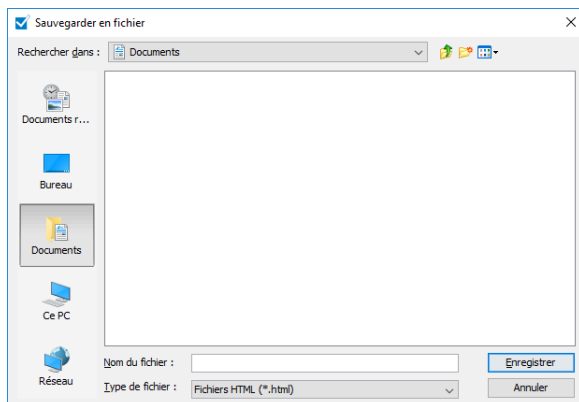 Sauvegarder en fichier
Rechercher dans :
Documents
Documents r...
Bureau
Documents
Ce PC
Réseau
Nom du fichier :
Enregistrer
Type de fichier :
Fichiers HTML (*.html)
Annuler